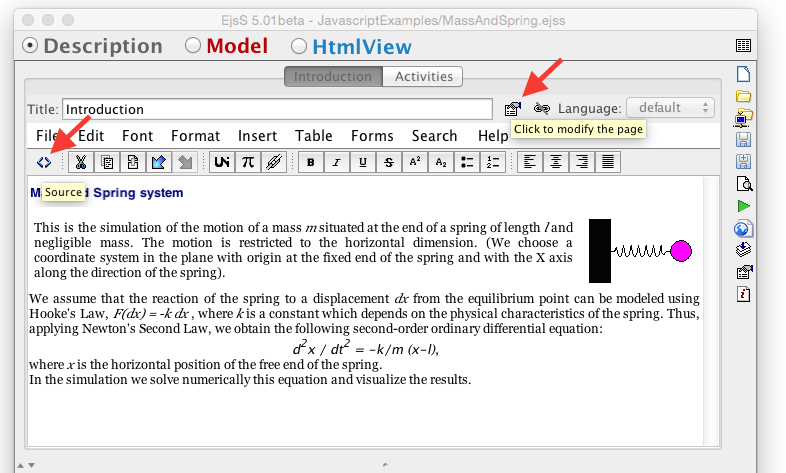 EjsS 5.01beta - JavascriptExamples/MassAndSpring.ejss
Description Model HtmlView
Introduction Activities
Title: Introduction Language: default
File Edit Font Format Insert Table Forms Search Help
Click to modify the page
<> Uñ π B I U S A² A₂
Source
Spring system
This is the simulation of the motion of a mass m situated at the end of a spring of length l and
negligible mass. The motion is restricted to the horizontal dimension. (We choose a
coordinate system in the plane with origin at the fixed end of the spring and with the X axis
along the direction of the spring).
We assume that the reaction of the spring to a displacement dx from the equilibrium point can be modeled using
Hooke's Law, F(dx) = -k dx , where k is a constant which depends on the physical characteristics of the spring. Thus,
applying Newton's Second Law, we obtain the following second-order ordinary differential equation:
d²x / dt² = -k/m (x-l),
where x is the horizontal position of the free end of the spring.
In the simulation we solve numerically this equation and visualize the results.